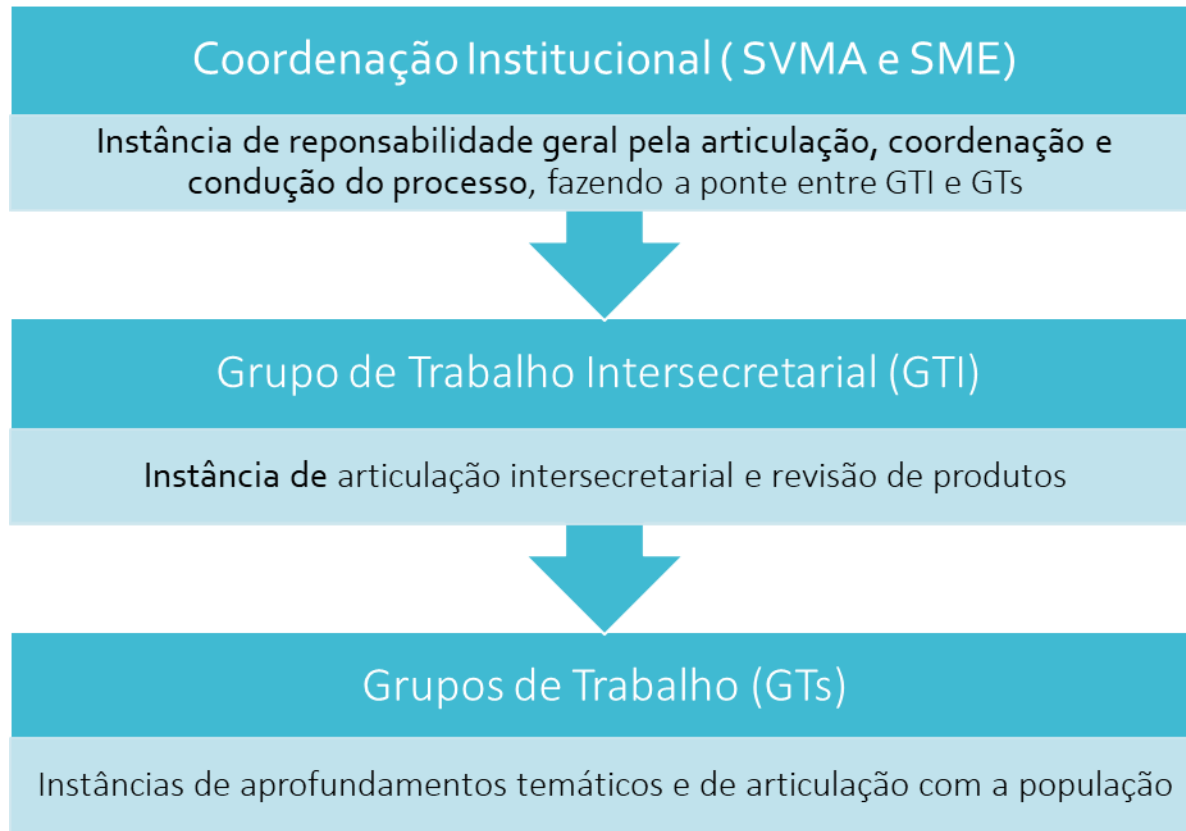 Coordenação Institucional ( SVMA e SME)
Instância de reponsabilidade geral pela articulação, coordenação e
condução do processo, fazendo a ponte entre GTI e GTs
Grupo de Trabalho Intersecretarial (GTI)
Instância de articulação intersecretarial e revisão de produtos
Grupos de Trabalho (GTs)
Instâncias de aprofundamentos temáticos e de articulação com a população